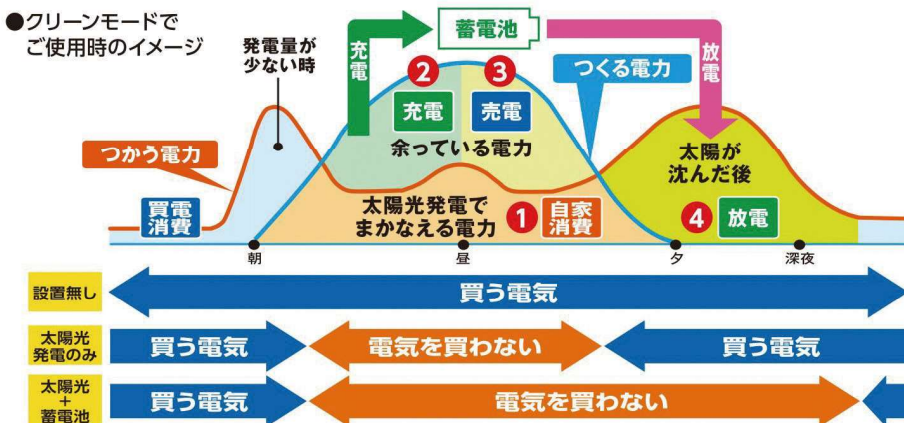 ●クリーンモードで
ご使用時のイメージ
発電量が
少ない時
充電
蓄電池
放電
2
充電
3
売電
つくる電力
余っている電力
つかう電力
太陽が
沈んだ後
買電
消費
太陽光発電で
まかなえる電力
1
自家
消費
4
放電
朝
昼
夕
深夜
設置無し
買う電気
太陽光
発電のみ
買う電気
電気を買わない
買う電気
太陽光
+
蓄電池
買う電気
電気を買わない